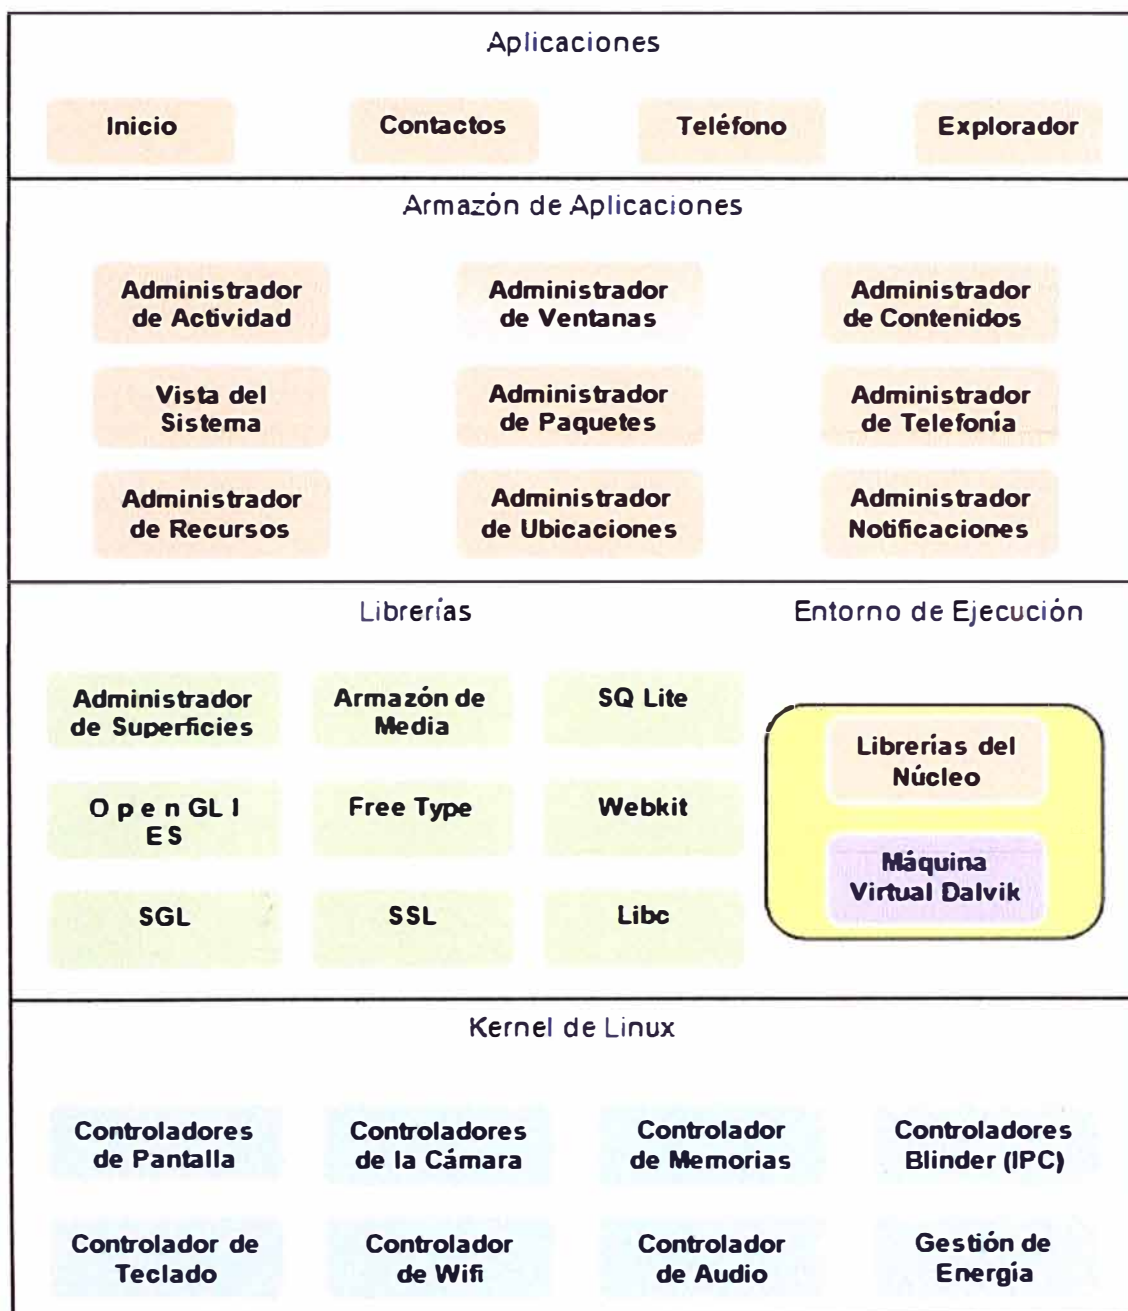 Aplicaciones
Inicio
Contactos
Teléfono
Explorador
Armazón de Aplicaciones
Administrador
de Actividad
Administrador
de Ventanas
Administrador
de Contenidos
Vista del
Sistema
Administrador
de Paquetes
Administrador
de Telefonía
Administrador
de Recursos
Administrador
de Ubicaciones
Administrador
Notificaciones
Librerías
Administrador
de Superficies
Armazón de
Media
SQ Lite
O p e n GL I
E S
Free Type
Webkit
SGL
SSL
Libc
Entorno de Ejecución
Librerías del
Núcleo
Máquina
Virtual Dalvik
Kernel de Linux
Controladores
de Pantalla
Controladores
de la Cámara
Controlador
de Memorias
Controladores
Blinder (IPC)
Controlador de
Teclado
Controlador
de Wifi
Controlador
de Audio
Gestión de
Energía